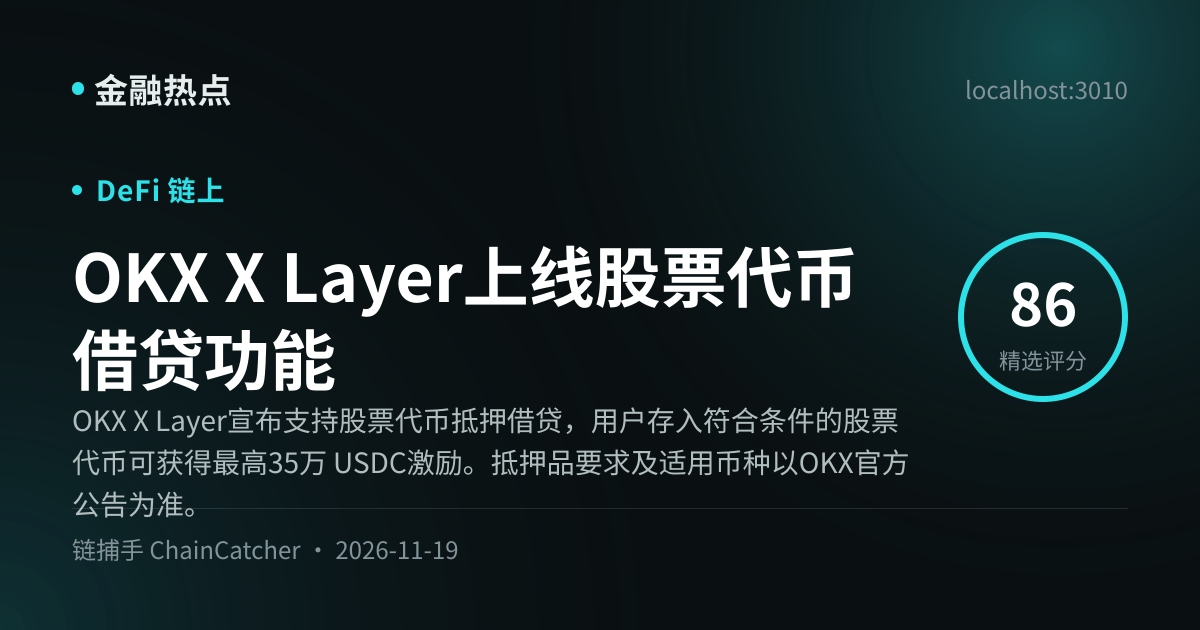 金融热点
localhost:3010
DeFi 链上
OKX X Layer上线股票代币
借贷功能
86
精选评分
OKX X Layer宣布支持股票代币抵押借贷，用户存入符合条件的股票
代币可获得最高35万 USDC激励。抵押品要求及适用币种以OKX官方
公告为准。
链捕手 ChainCatcher · 2026-11-19